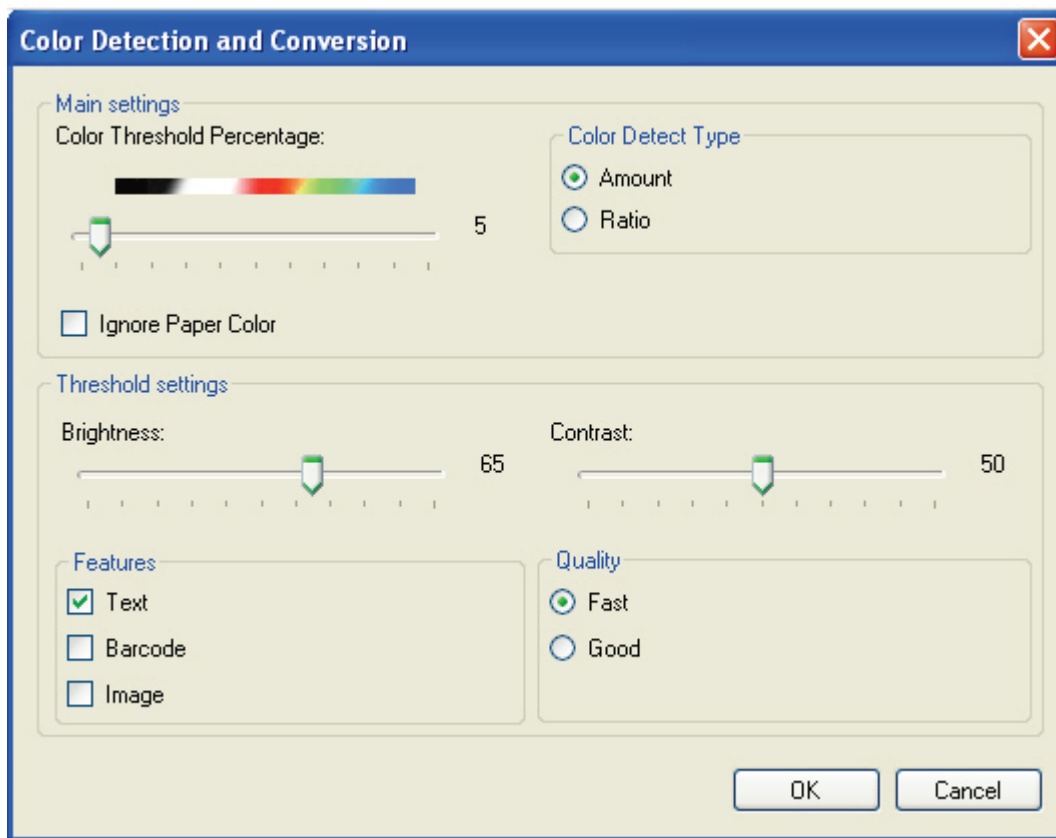 Color Detection and Conversion
Main settings
Color Threshold Percentage:
5
Ignore Paper Color
Color Detect Type
Amount
Ratio
Threshold settings
Brightness:
65
Contrast:
50
Features
Text
Barcode
Image
Quality
Fast
Good
OK
Cancel